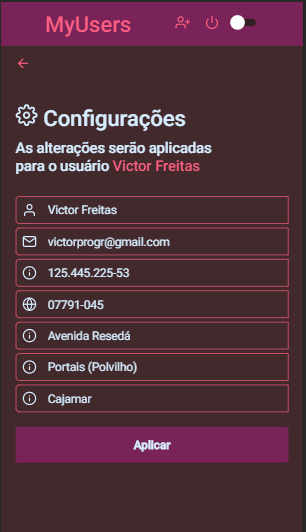 MyUsers
Configurações
As alterações serão aplicadas
para o usuário Victor Freitas
Victor Freitas
victorprogr@gmail.com
125.445.225-53
07791-045
Avenida Resedá
Portais (Polvilho)
Cajamar
Aplicar